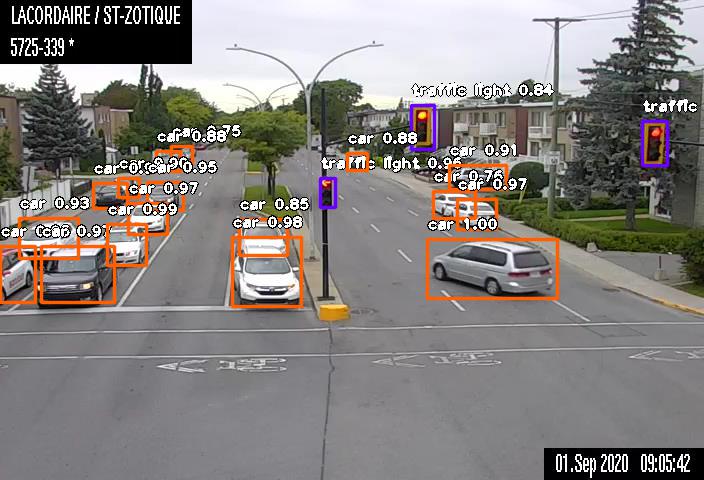 LACORDAIRE / ST-ZOTIQUE
5725-339 *
traffic light 0.84
traffic
car 0.88
0.75
car 0.88
car 0.91
traffic light 0.96
car 0.95
car 0.76
car 0.97
car 0.97
car 0.93
car 0.99
car 0.85
car 0.98
car 1.00
01.Sep 2020 09:05:42